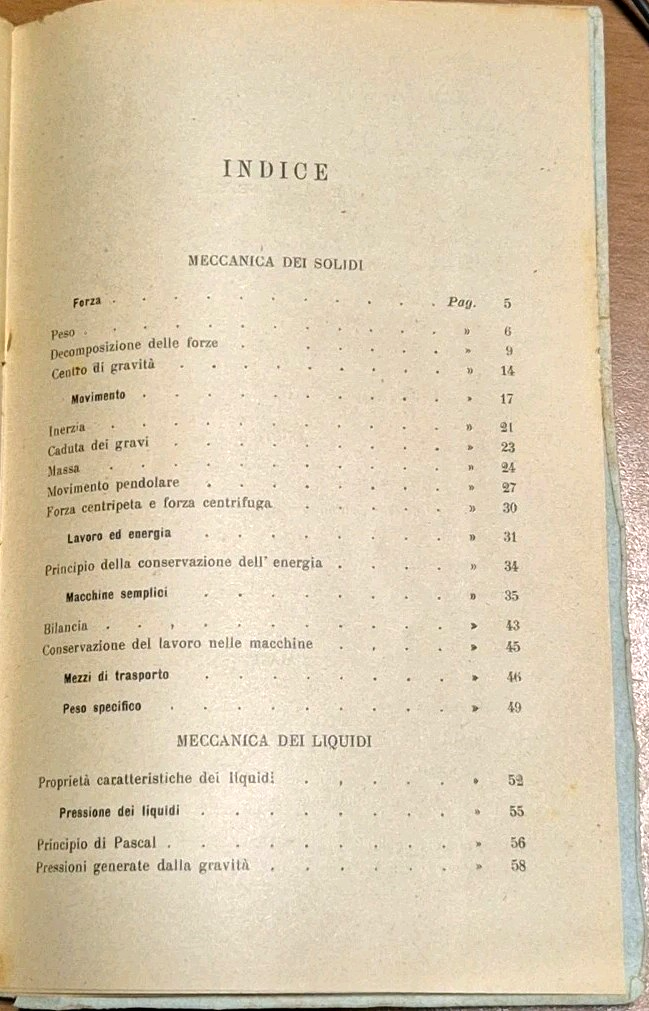 INDICE
MECCANICA DEI SOLIDI
Forza . . . . . . . . . . . Pag. 5
Peso . . . . . . . . . . . » 6
Decomposizione delle forze . . . . . . » 9
Centro di gravità . . . . . . . . » 14
Movimento . . . . . . . . . . » 17
Inerzia . . . . . . . . . . » 21
Caduta dei gravi . . . . . . . . » 23
Massa . . . . . . . . . . » 24
Movimento pendolare . . . . . . . » 27
Forza centripeta e forza centrifuga . . . . . » 30
Lavoro ed energia . . . . . . . . » 31
Principio della conservazione dell' energia . . . . » 34
Macchine semplici . . . . . . . . » 35
Bilancia . . . . . . . . . . » 43
Conservazione del lavoro nelle macchine . . . . » 45
Mezzi di trasporto . . . . . . . . » 46
Peso specifico . . . . . . . . . » 49
MECCANICA DEI LIQUIDI
Proprietà caratteristiche dei liquidi . . . . . » 52
Pressione dei liquidi . . . . . . . . » 55
Principio di Pascal . . . . . . . . . » 56
Pressioni generate dalla gravità . . . . . . » 58